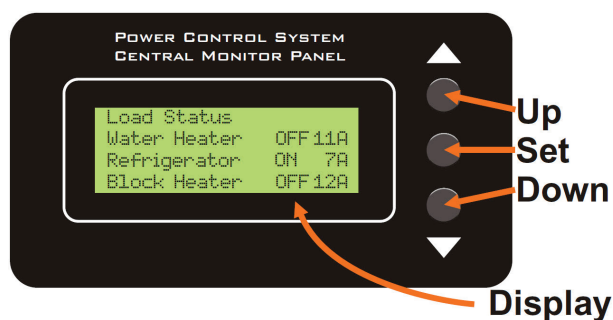 POWER CONTROL SYSTEM
CENTRAL MONITOR PANEL
Load Status
Water Heater OFF 11A
Refrigerator ON 7A
Block Heater OFF 12A
Up
Set
Down
Display